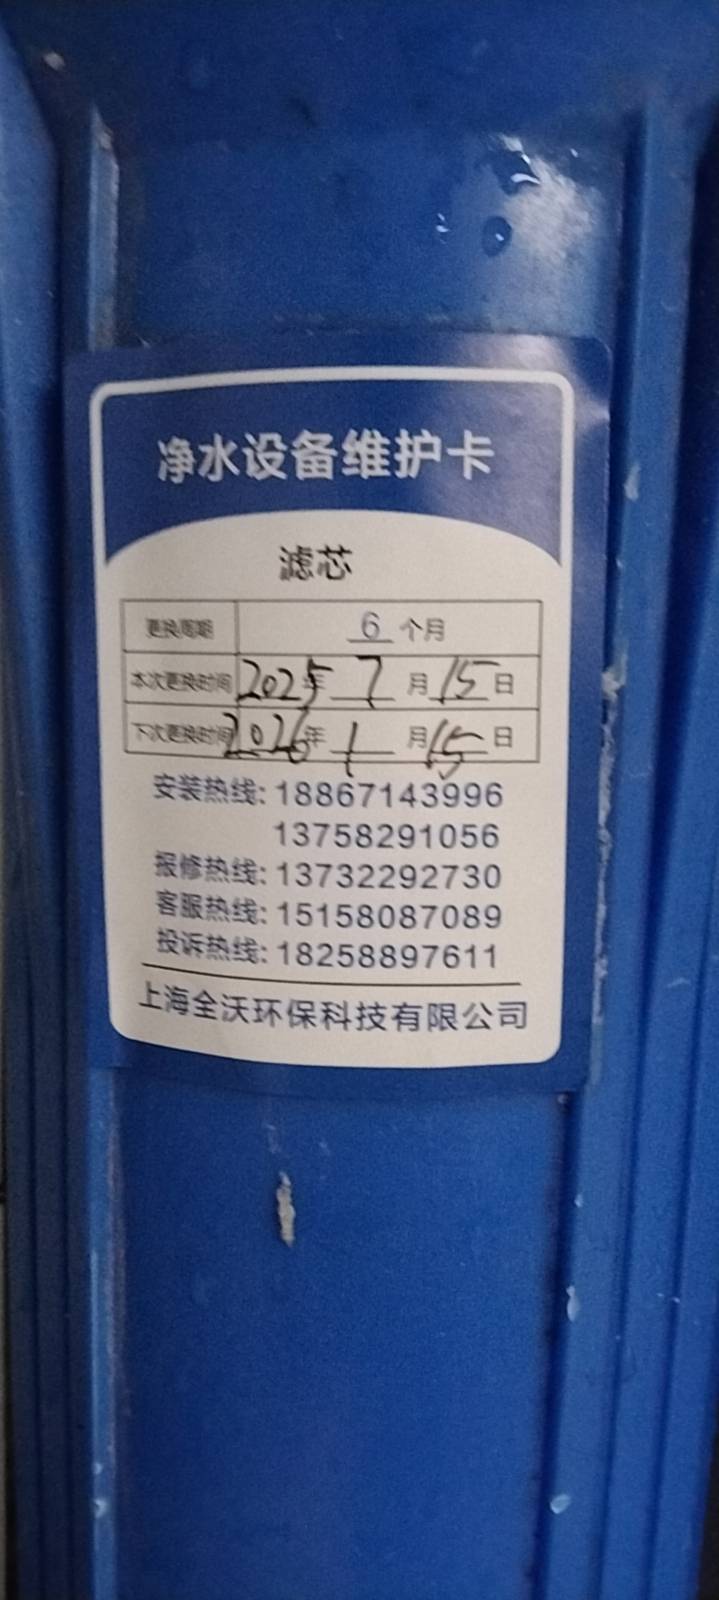 净水设备维护卡
滤芯
更换周期 6 个月
本次更换时间 2025年 7 月 15 日
下次更换时间 2026年 1 月 15 日
安装热线: 18867143996
13758291056
报修热线: 13732292730
客服热线: 15158087089
投诉热线: 18258897611
上海全沃环保科技有限公司